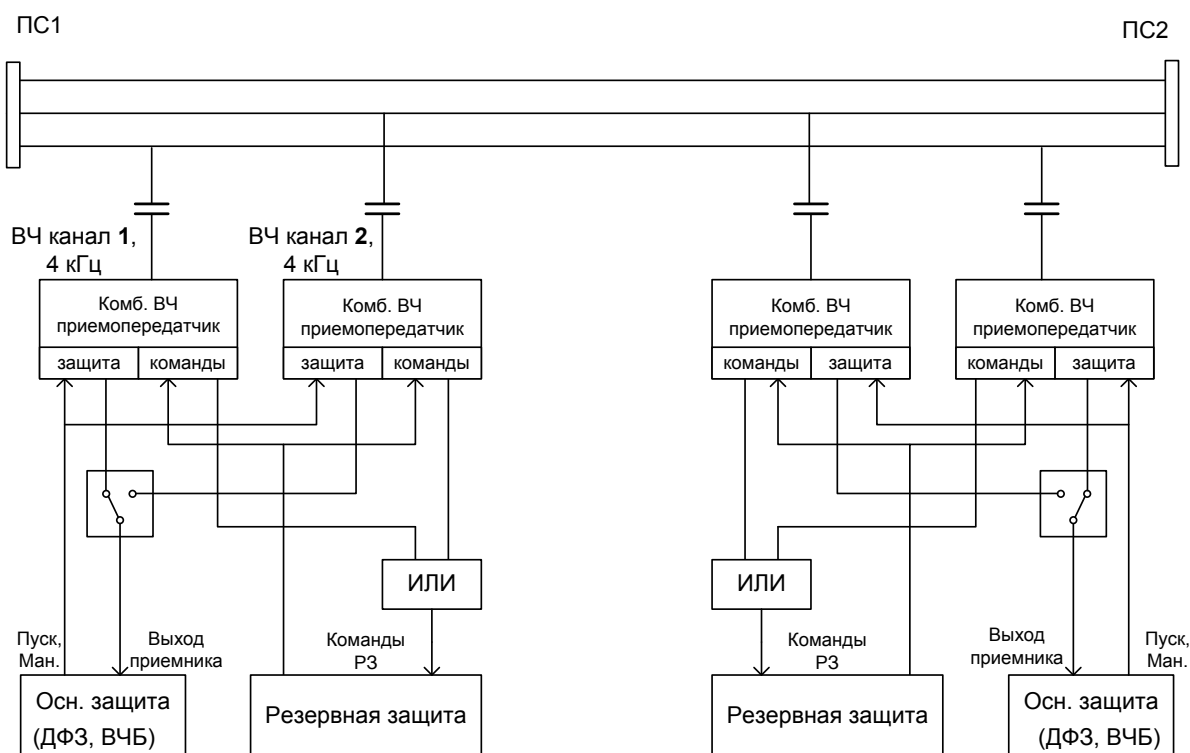 ПС1
ПС2
ВЧ канал 1,
4 кГц
ВЧ канал 2,
4 кГц
Комб. ВЧ
приемопередатчик
защита
команды
Комб. ВЧ
приемопередатчик
защита
команды
Комб. ВЧ
приемопередатчик
команды
защита
Комб. ВЧ
приемопередатчик
команды
защита
ИЛИ
ИЛИ
Пуск,
Ман.
Выход
приемника
Команды
РЗ
Команды
РЗ
Выход
приемника
Пуск,
Ман.
Осн. защита
(ДФЗ, ВЧБ)
Резервная защита
Резервная защита
Осн. защита
(ДФЗ, ВЧБ)